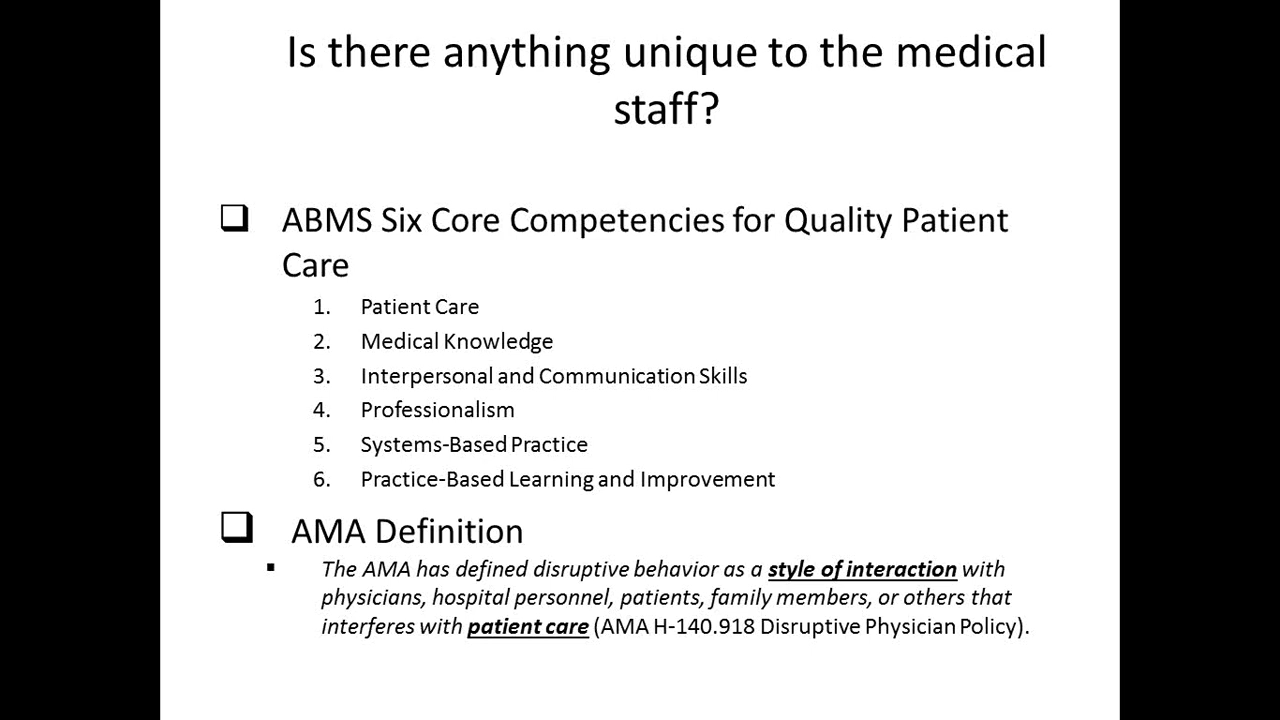 Is there anything unique to the medical
staff?
❑ ABMS Six Core Competencies for Quality Patient
Care
1. Patient Care
2. Medical Knowledge
3. Interpersonal and Communication Skills
4. Professionalism
5. Systems-Based Practice
6. Practice-Based Learning and Improvement
❑ AMA Definition
▪ The AMA has defined disruptive behavior as a style of interaction with
physicians, hospital personnel, patients, family members, or others that
interferes with patient care (AMA H-140.918 Disruptive Physician Policy).